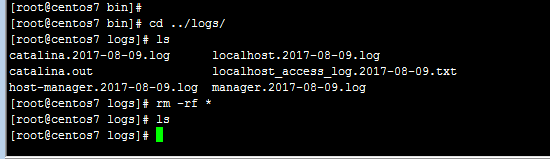 [root@centos7 bin]#
[root@centos7 bin]# cd ../logs/
[root@centos7 logs]# ls
catalina.2017-08-09.log localhost.2017-08-09.log
catalina.out localhost_access_log.2017-08-09.txt
host-manager.2017-08-09.log manager.2017-08-09.log
[root@centos7 logs]# rm -rf *
[root@centos7 logs]# ls
[root@centos7 logs]#